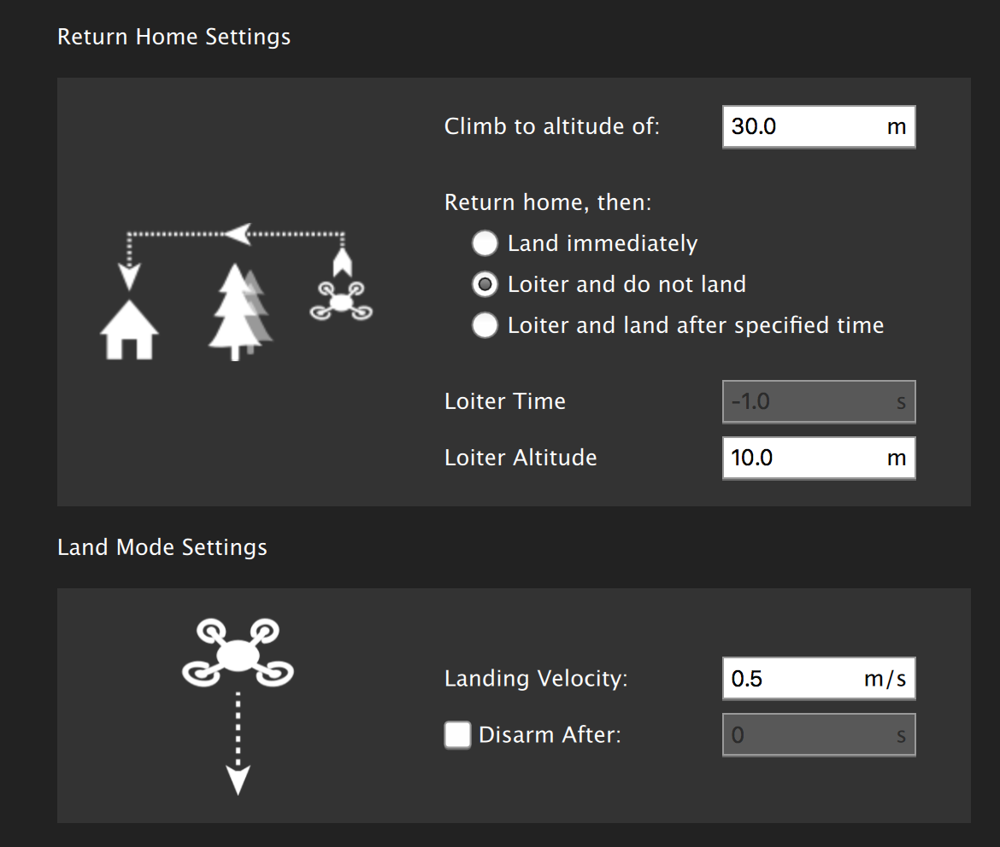 Return Home Settings
Climb to altitude of: 30.0 m
Return home, then:
Land immediately
Loiter and do not land
Loiter and land after specified time
Loiter Time -1.0 s
Loiter Altitude 10.0 m
Land Mode Settings
Landing Velocity: 0.5 m/s
Disarm After: 0 s